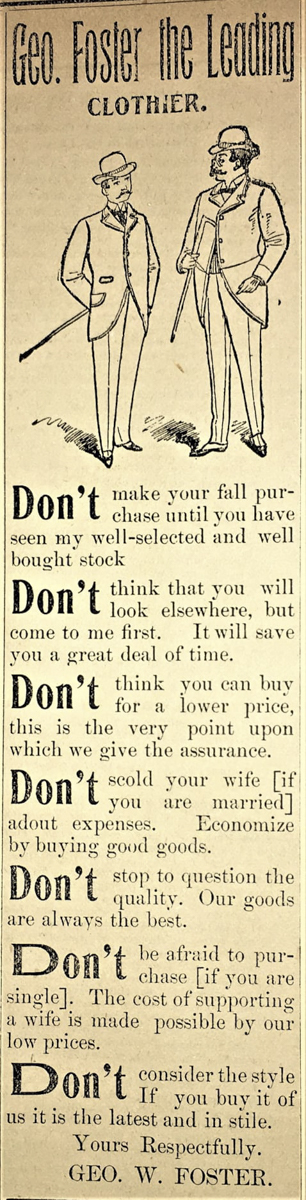 Geo. Foster the Leading
CLOTHIER.
Don't make your fall pur-
chase until you have
seen my well-selected and well
bought stock
Don't think that you will
look elsewhere, but
come to me first. It will save
you a great deal of time.
Don't think you can buy
for a lower price,
this is the very point upon
which we give the assurance.
Don't scold your wife [if
you are married]
adout expenses. Economize
by buying good goods.
Don't stop to question the
quality. Our goods
are always the best.
Don't be afraid to pur-
chase [if you are
single]. The cost of supporting
a wife is made possible by our
low prices.
Don't consider the style
If you buy it of
us it is the latest and in stile.
Yours Respectfully.
GEO. W. FOSTER.